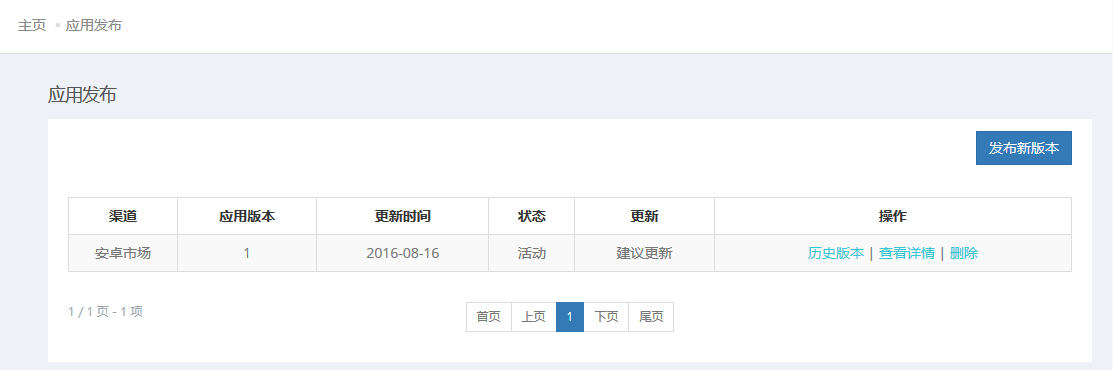 主页 应用发布
应用发布
发布新版本
渠道 应用版本 更新时间 状态 更新 操作
安卓市场 1 2016-08-16 活动 建议更新 历史版本 | 查看详情 | 删除
1 / 1 页 - 1 项 首页 上页 1 下页 尾页